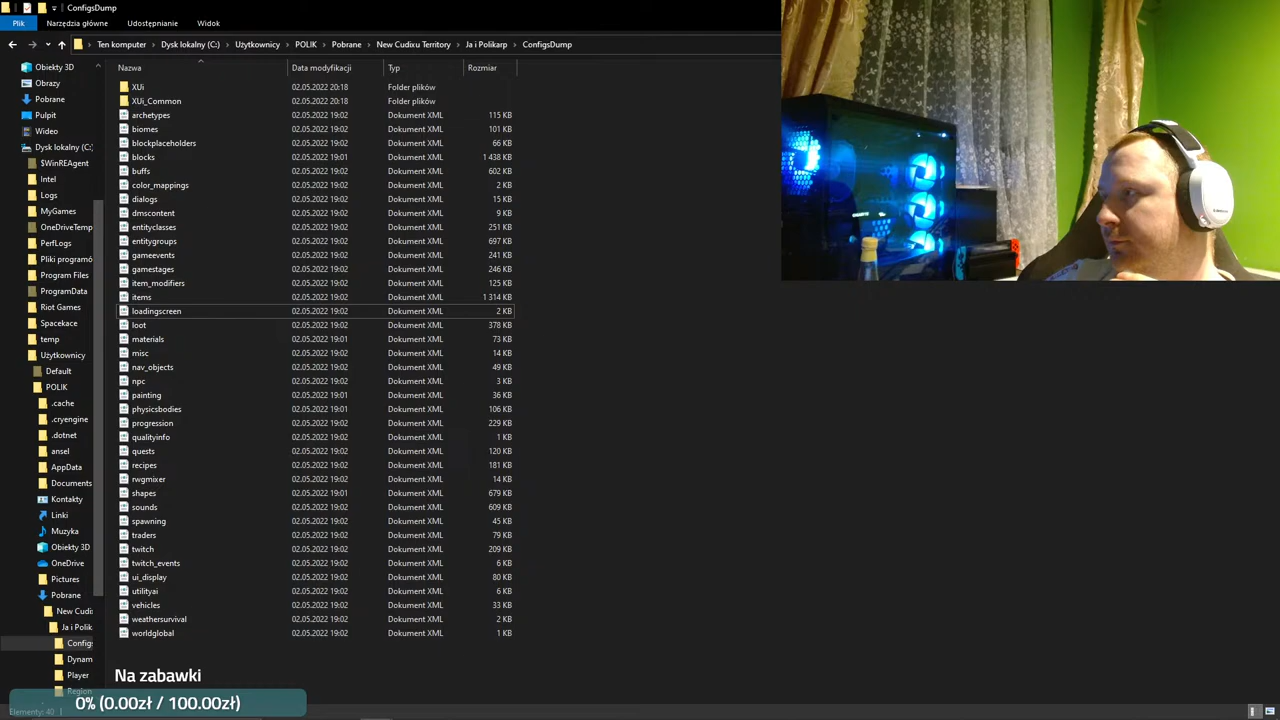 ConfigsDump
Plik Narzędzia główne Udostępnianie Widok
Ten komputer Dysk lokalny (C:) Użytkownicy POLIK Pobrane New Cudixu Territory Ja i Polikarp ConfigsDump
Nazwa Data modyfikacji Typ Rozmiar
Obiekty 3D
Obrazy
Pobrane
Pulpit
Wideo
Dysk lokalny (C:)
$WinREAgent
Intel
Logs
MyGames
OneDriveTemp
PerfLogs
Pliki programó
Program Files
ProgramData
Riot Games
Spacekace
temp
Użytkownicy
Default
POLIK
.cache
.cryengine
.dotnet
ansel
AppData
Documents
Kontakty
Linki
Muzyka
Obiekty 3D
OneDrive
Pictures
Pobrane
New Cudi
Ja i Polik
Configs
Dynam
Player
Region
XUi 02.05.2022 20:18 Folder plików
XUi_Common 02.05.2022 20:18 Folder plików
archetypes 02.05.2022 19:02 Dokument XML 115 KB
biomes 02.05.2022 19:02 Dokument XML 101 KB
blockplaceholders 02.05.2022 19:02 Dokument XML 66 KB
blocks 02.05.2022 19:01 Dokument XML 1 438 KB
buffs 02.05.2022 19:02 Dokument XML 602 KB
color_mappings 02.05.2022 19:02 Dokument XML 2 KB
dialogs 02.05.2022 19:02 Dokument XML 15 KB
dmscontent 02.05.2022 19:02 Dokument XML 9 KB
entityclasses 02.05.2022 19:02 Dokument XML 251 KB
entitygroups 02.05.2022 19:02 Dokument XML 697 KB
gameevents 02.05.2022 19:02 Dokument XML 241 KB
gamestages 02.05.2022 19:02 Dokument XML 246 KB
item_modifiers 02.05.2022 19:02 Dokument XML 125 KB
items 02.05.2022 19:02 Dokument XML 1 314 KB
loadingscreen 02.05.2022 19:02 Dokument XML 2 KB
loot 02.05.2022 19:02 Dokument XML 378 KB
materials 02.05.2022 19:01 Dokument XML 73 KB
misc 02.05.2022 19:02 Dokument XML 14 KB
nav_objects 02.05.2022 19:02 Dokument XML 49 KB
npc 02.05.2022 19:02 Dokument XML 3 KB
painting 02.05.2022 19:01 Dokument XML 36 KB
physicsbodies 02.05.2022 19:01 Dokument XML 106 KB
progression 02.05.2022 19:02 Dokument XML 229 KB
qualityinfo 02.05.2022 19:02 Dokument XML 1 KB
quests 02.05.2022 19:02 Dokument XML 120 KB
recipes 02.05.2022 19:02 Dokument XML 181 KB
rwgmixer 02.05.2022 19:02 Dokument XML 14 KB
shapes 02.05.2022 19:01 Dokument XML 679 KB
sounds 02.05.2022 19:02 Dokument XML 609 KB
spawning 02.05.2022 19:02 Dokument XML 45 KB
traders 02.05.2022 19:02 Dokument XML 79 KB
twitch 02.05.2022 19:02 Dokument XML 209 KB
twitch_events 02.05.2022 19:02 Dokument XML 6 KB
ui_display 02.05.2022 19:02 Dokument XML 80 KB
utilityai 02.05.2022 19:02 Dokument XML 6 KB
vehicles 02.05.2022 19:02 Dokument XML 33 KB
weathersurvival 02.05.2022 19:02 Dokument XML 2 KB
worldglobal 02.05.2022 19:02 Dokument XML 1 KB
Na zabawki
0% (0.00zł / 100.00zł)
Elementy: 40